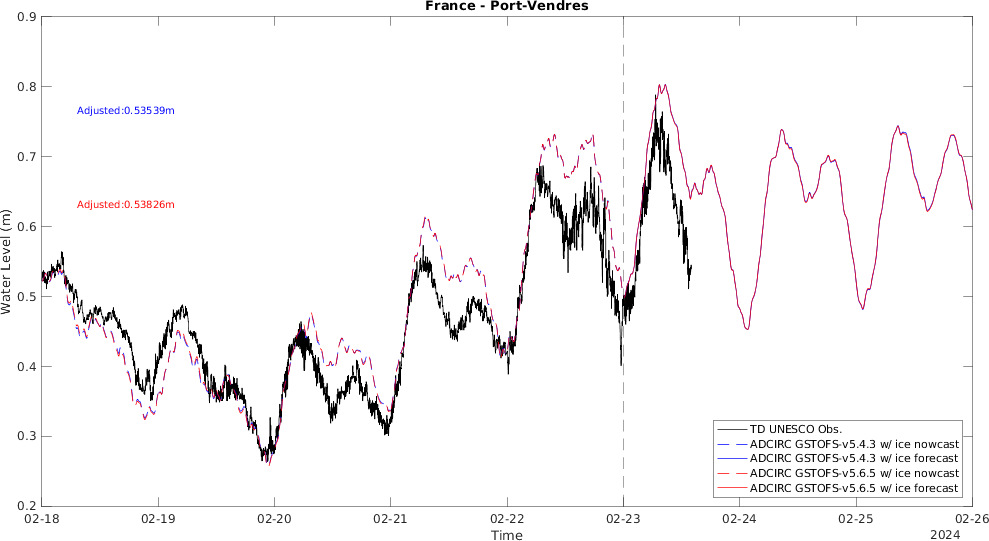 France - Port-Vendres
0.9
0.8
0.7
0.6
0.5
0.4
0.3
0.2
Water Level (m)
Adjusted:0.53539m
Adjusted:0.53826m
TD UNESCO Obs.
ADCIRC GSTOFS-v5.4.3 w/ ice nowcast
ADCIRC GSTOFS-v5.4.3 w/ ice forecast
ADCIRC GSTOFS-v5.6.5 w/ ice nowcast
ADCIRC GSTOFS-v5.6.5 w/ ice forecast
02-18 02-19 02-20 02-21 02-22 02-23 02-24 02-25 02-26
Time
2024